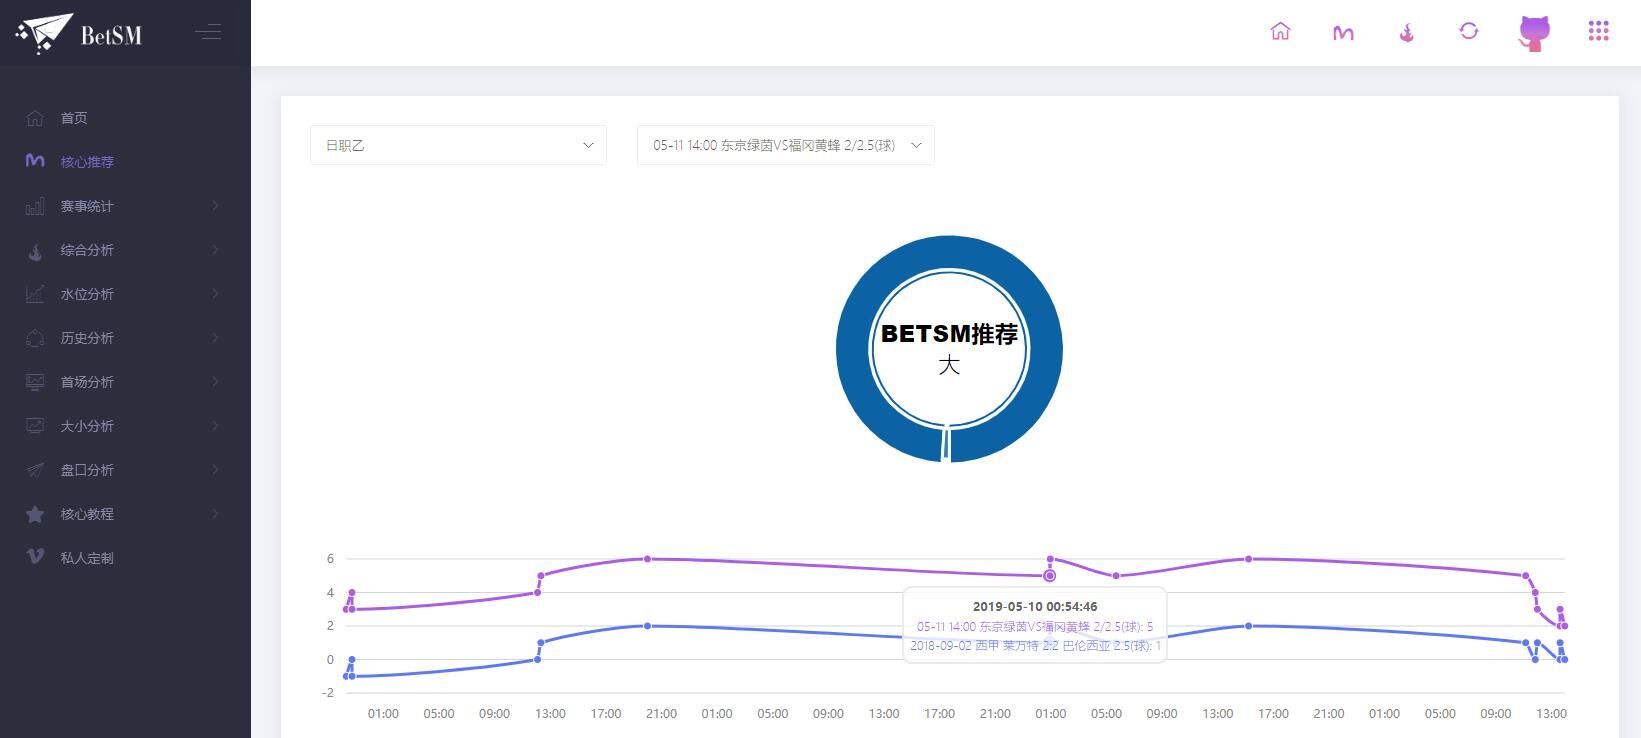 BetSM
首页
核心推荐
赛事统计
综合分析
水位分析
历史分析
首场分析
大小分析
盘口分析
核心教程
私人定制
日职乙
05-11 14:00 东京绿茵VS福冈黄蜂 2/2.5(球)
BETSM推荐
大
6
4
2
0
-2
2019-05-10 00:54:46
05-11 14:00 东京绿茵VS福冈黄蜂 2/2.5(球): 5
2018-09-02 西甲 莱万特 2:2 巴伦西亚 2.5(球): 1
01:00 05:00 09:00 13:00 17:00 21:00 01:00 05:00 09:00 13:00 17:00 21:00 01:00 05:00 09:00 13:00 17:00 21:00 01:00 05:00 09:00 13:00